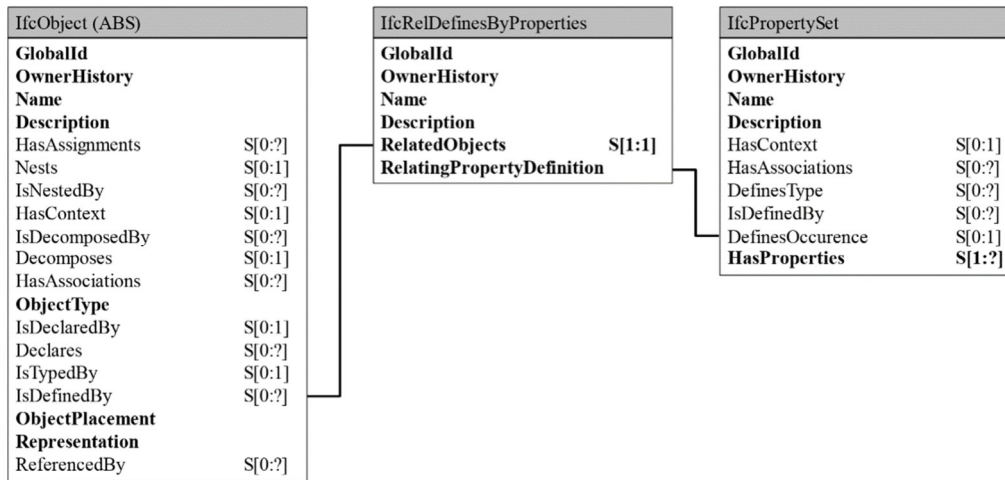 IfcObject (ABS)
GlobalId
OwnerHistory
Name
Description
HasAssignments S[0:?]
Nests S[0:1]
IsNestedBy S[0:?]
HasContext S[0:1]
IsDecomposedBy S[0:?]
Decomposes S[0:1]
HasAssociations S[0:?]
ObjectType
IsDeclaredBy S[0:1]
Declares S[0:?]
IsTypedBy S[0:1]
IsDefinedBy S[0:?]
ObjectPlacement
Representation
ReferencedBy S[0:?]
IfcRelDefinesByProperties
GlobalId
OwnerHistory
Name
Description
RelatedObjects S[1:1]
RelatingPropertyDefinition
IfcPropertySet
GlobalId
OwnerHistory
Name
Description
HasContext S[0:1]
HasAssociations S[0:?]
DefinesType S[0:?]
IsDefinedBy S[0:?]
DefinesOccurence S[0:1]
HasProperties S[1:?]